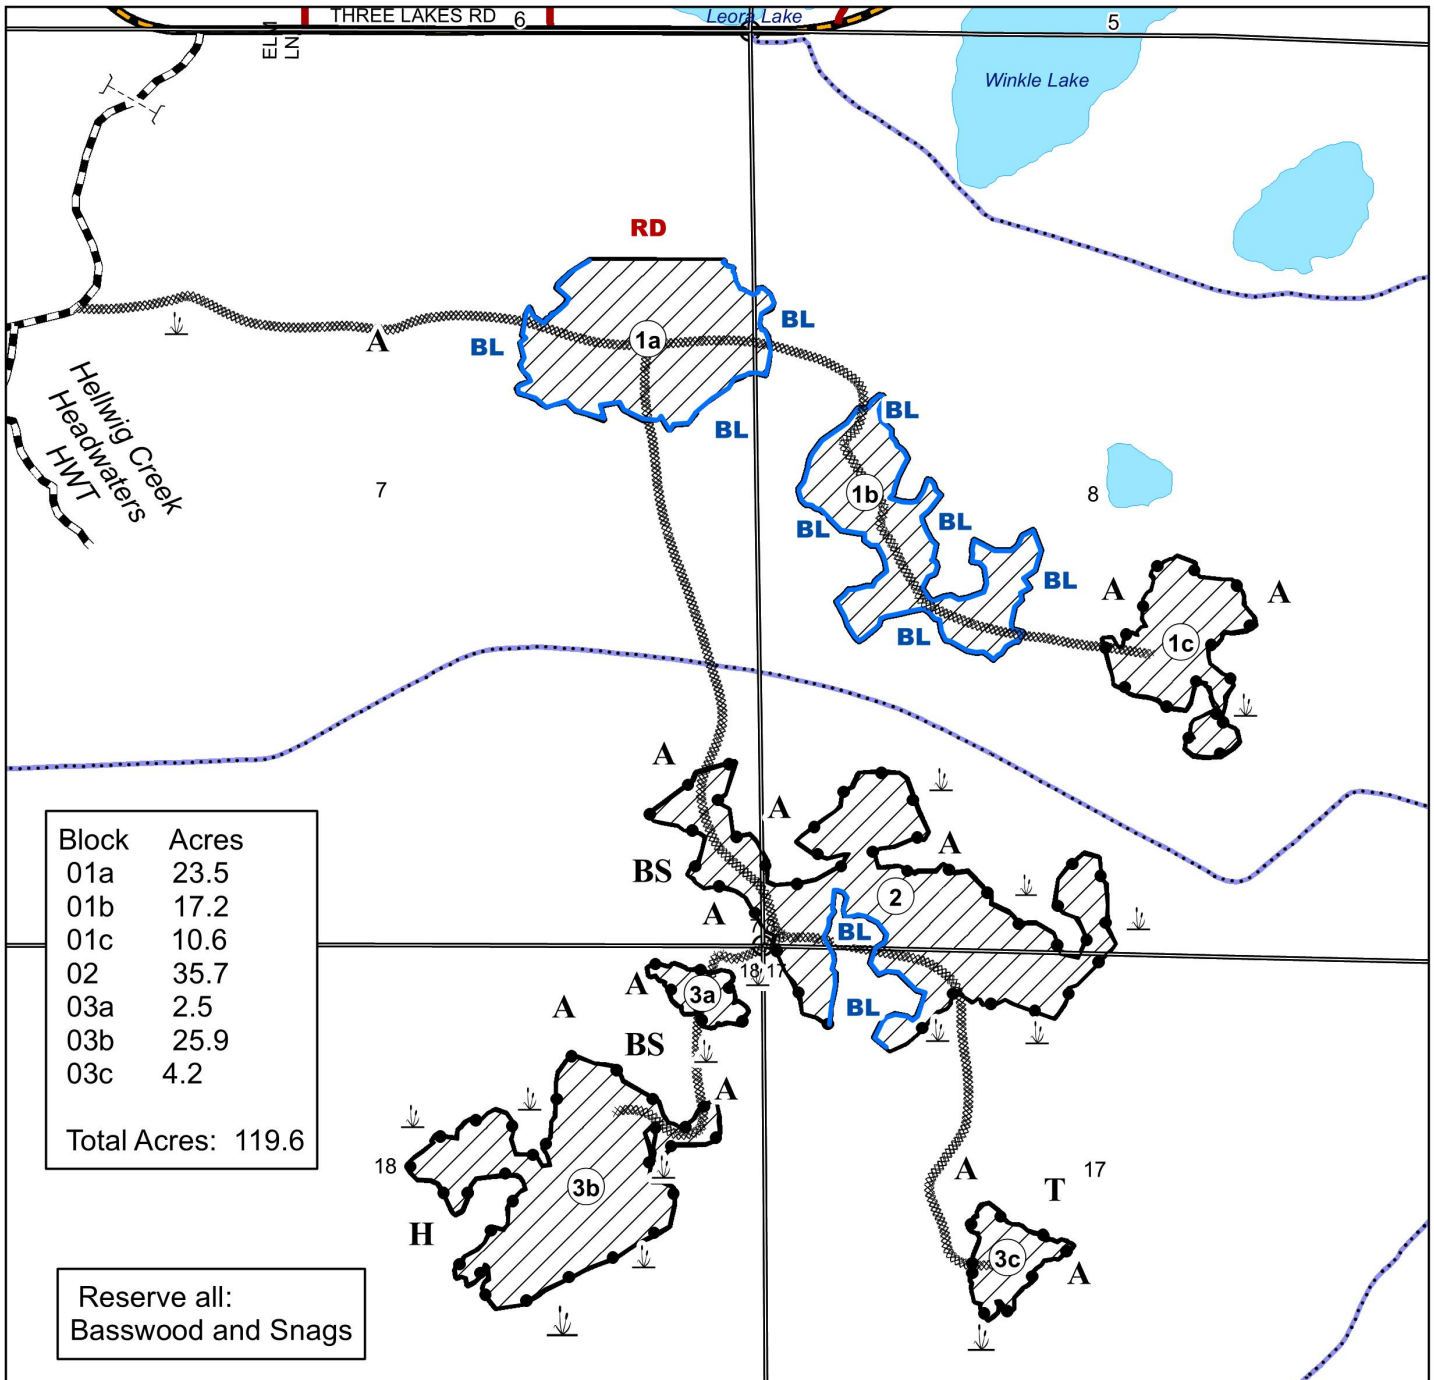 THREE LAKES RD
6
Leora Lake
5
EL 1
LN
Winkle Lake
RD
BL
1a
BL
A
BL
BL
Hellwig Creek
Headwaters
HWT
7
1b
8
BL
BL
BL
BL
A
A
1c
A
A
A
BS
2
A
BL
Block Acres
01a 23.5
01b 17.2
01c 10.6
02 35.7
03a 2.5
03b 25.9
03c 4.2
Total Acres: 119.6
7
18 17
A
3a
BL
A
BS
A
18
3b
H
A
T
17
3c
A
Reserve all:
Basswood and Snags